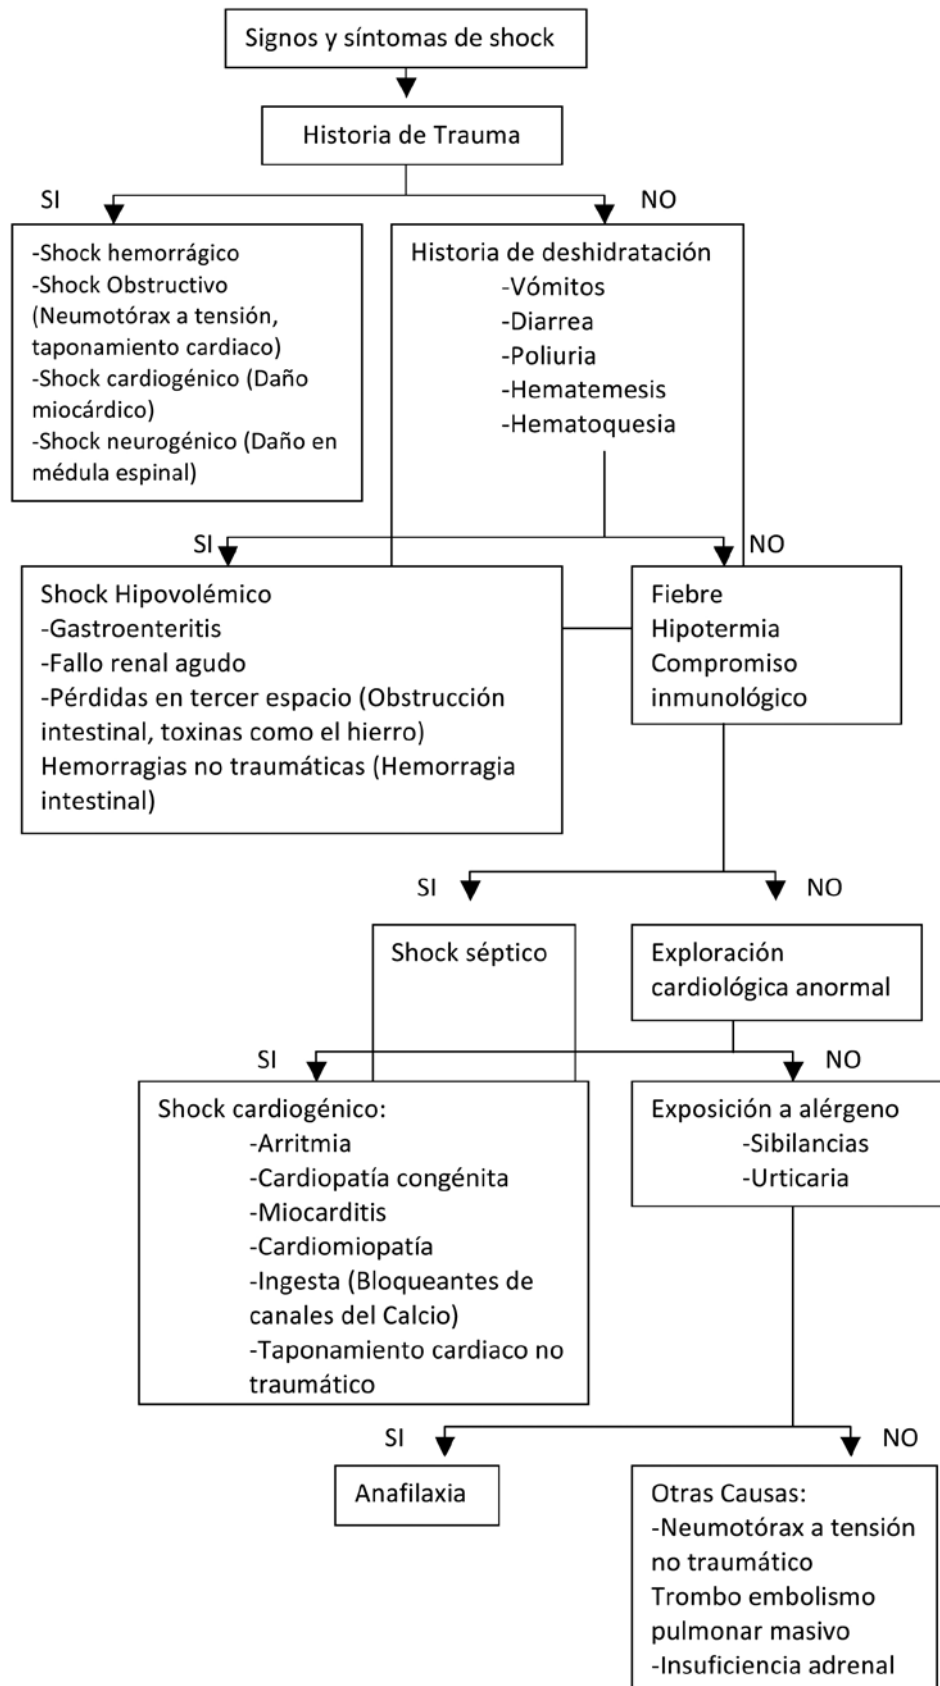 Signos y síntomas de shock
Historia de Trauma
SI
NO
-Shock hemorrágico
-Shock Obstructivo
(Neumotórax a tensión,
taponamiento cardiaco)
-Shock cardiogénico (Daño
miocárdico)
-Shock neurogénico (Daño en
médula espinal)
Historia de deshidratación
-Vómitos
-Diarrea
-Poliuria
-Hematemesis
-Hematoquesia
SI
NO
Shock Hipovolémico
-Gastroenteritis
-Fallo renal agudo
-Pérdidas en tercer espacio (Obstrucción
intestinal, toxinas como el hierro)
Hemorragias no traumáticas (Hemorragia
intestinal)
Fiebre
Hipotermia
Compromiso
inmunológico
SI
NO
Shock séptico
Exploración
cardiológica anormal
SI
NO
Shock cardiogénico:
-Arritmia
-Cardiopatía congénita
-Miocarditis
-Cardiomiopatía
-Ingesta (Bloqueantes de
canales del Calcio)
-Taponamiento cardiaco no
traumático
Exposición a alérgeno
-Sibilancias
-Urticaria
SI
NO
Anafilaxia
Otras Causas:
-Neumotórax a tensión
no traumático
Trombo embolismo
pulmonar masivo
-Insuficiencia adrenal